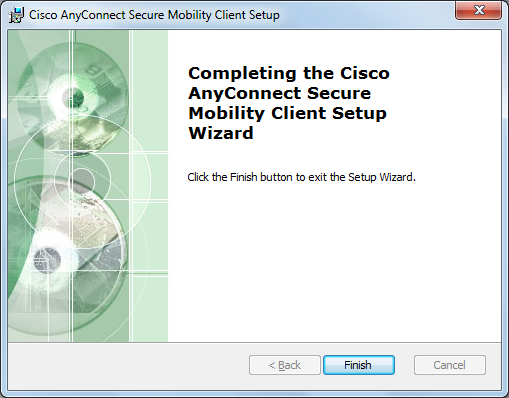 Cisco AnyConnect Secure Mobility Client Setup
Completing the Cisco
AnyConnect Secure
Mobility Client Setup
Wizard
Click the Finish button to exit the Setup Wizard.
< Back
Finish
Cancel